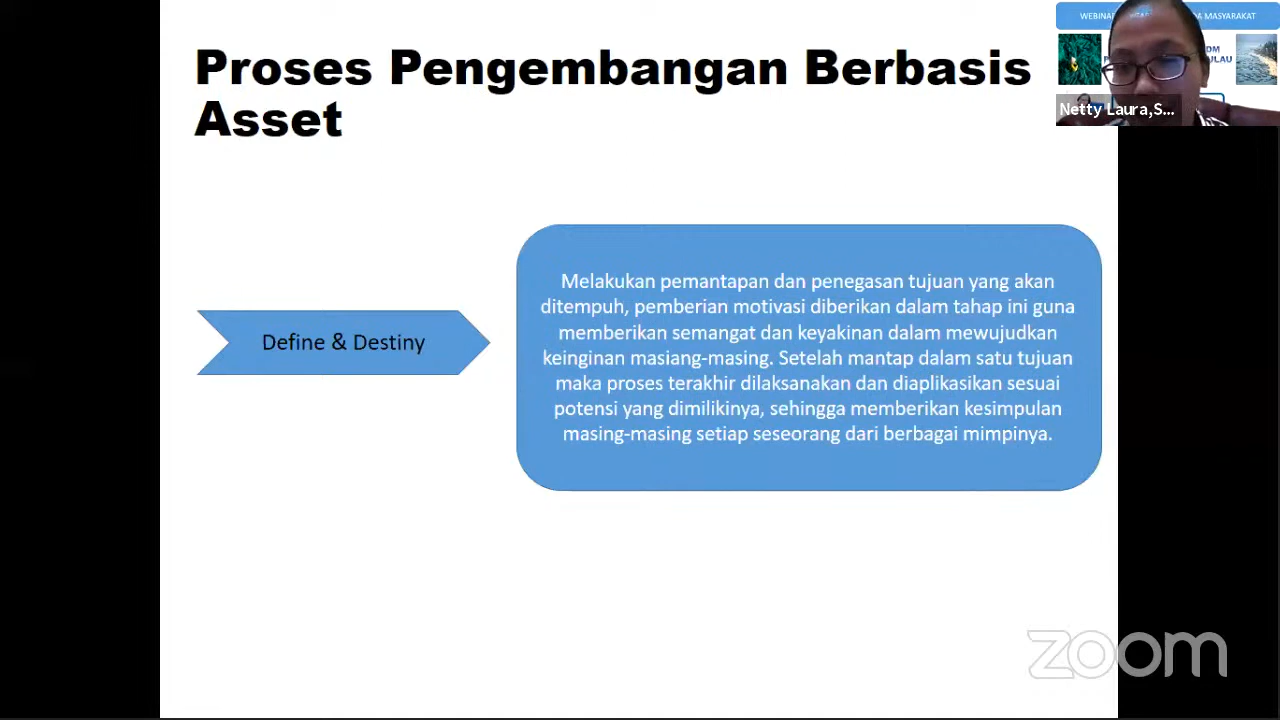 Proses Pengembangan Berbasis
Asset
WEBINAR
MASYARAKAT
Netty Laura,S...
Define & Destiny
Melakukan pemantapan dan penegasan tujuan yang akan
ditempuh, pemberian motivasi diberikan dalam tahap ini guna
memberikan semangat dan keyakinan dalam mewujudkan
keinginan masiang-masing. Setelah mantap dalam satu tujuan
maka proses terakhir dilaksanakan dan diaplikasikan sesuai
potensi yang dimilikinya, sehingga memberikan kesimpulan
masing-masing setiap seseorang dari berbagai mimpinya.
zoom